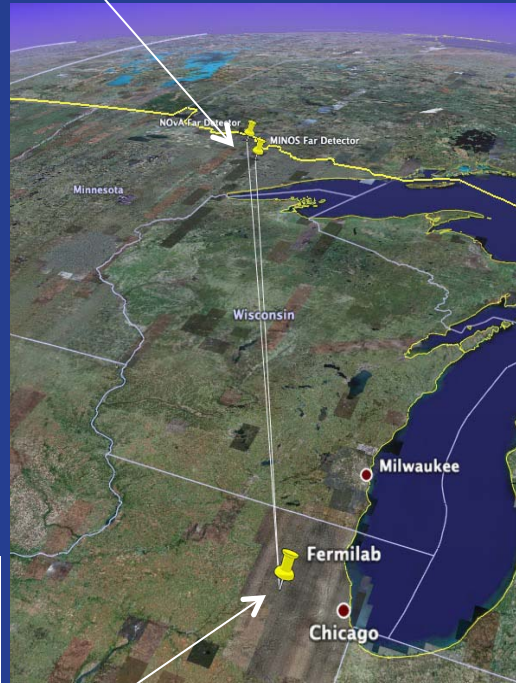 NOvA Far Detector
MINOS Far Detector
Minnesota
Wisconsin
Milwaukee
Fermilab
Chicago